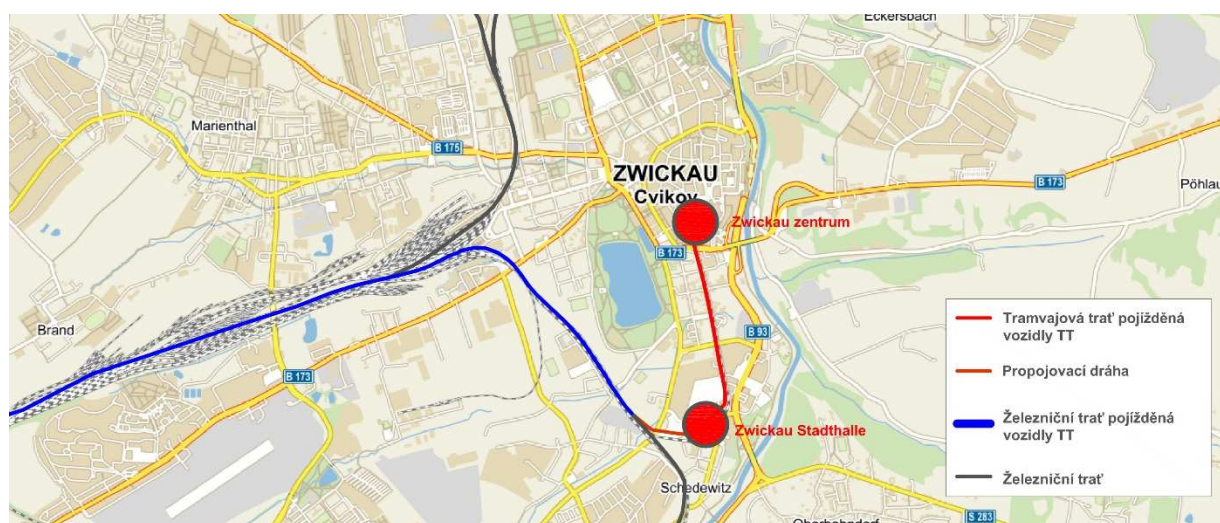 Eckersbach
Marienthal
B 175
ZWICKAU
Cvikov
B 173
Pöhlau
Zwickau zentrum
B 173
Brand
B 93
B 173
Zwickau Stadthalle
Schedewitz
S 283
Oberhohndorf
Tramvajová trať pojížděná
vozidly TT
Propojovací dráha
Železniční trať pojížděná
vozidly TT
Železniční trať